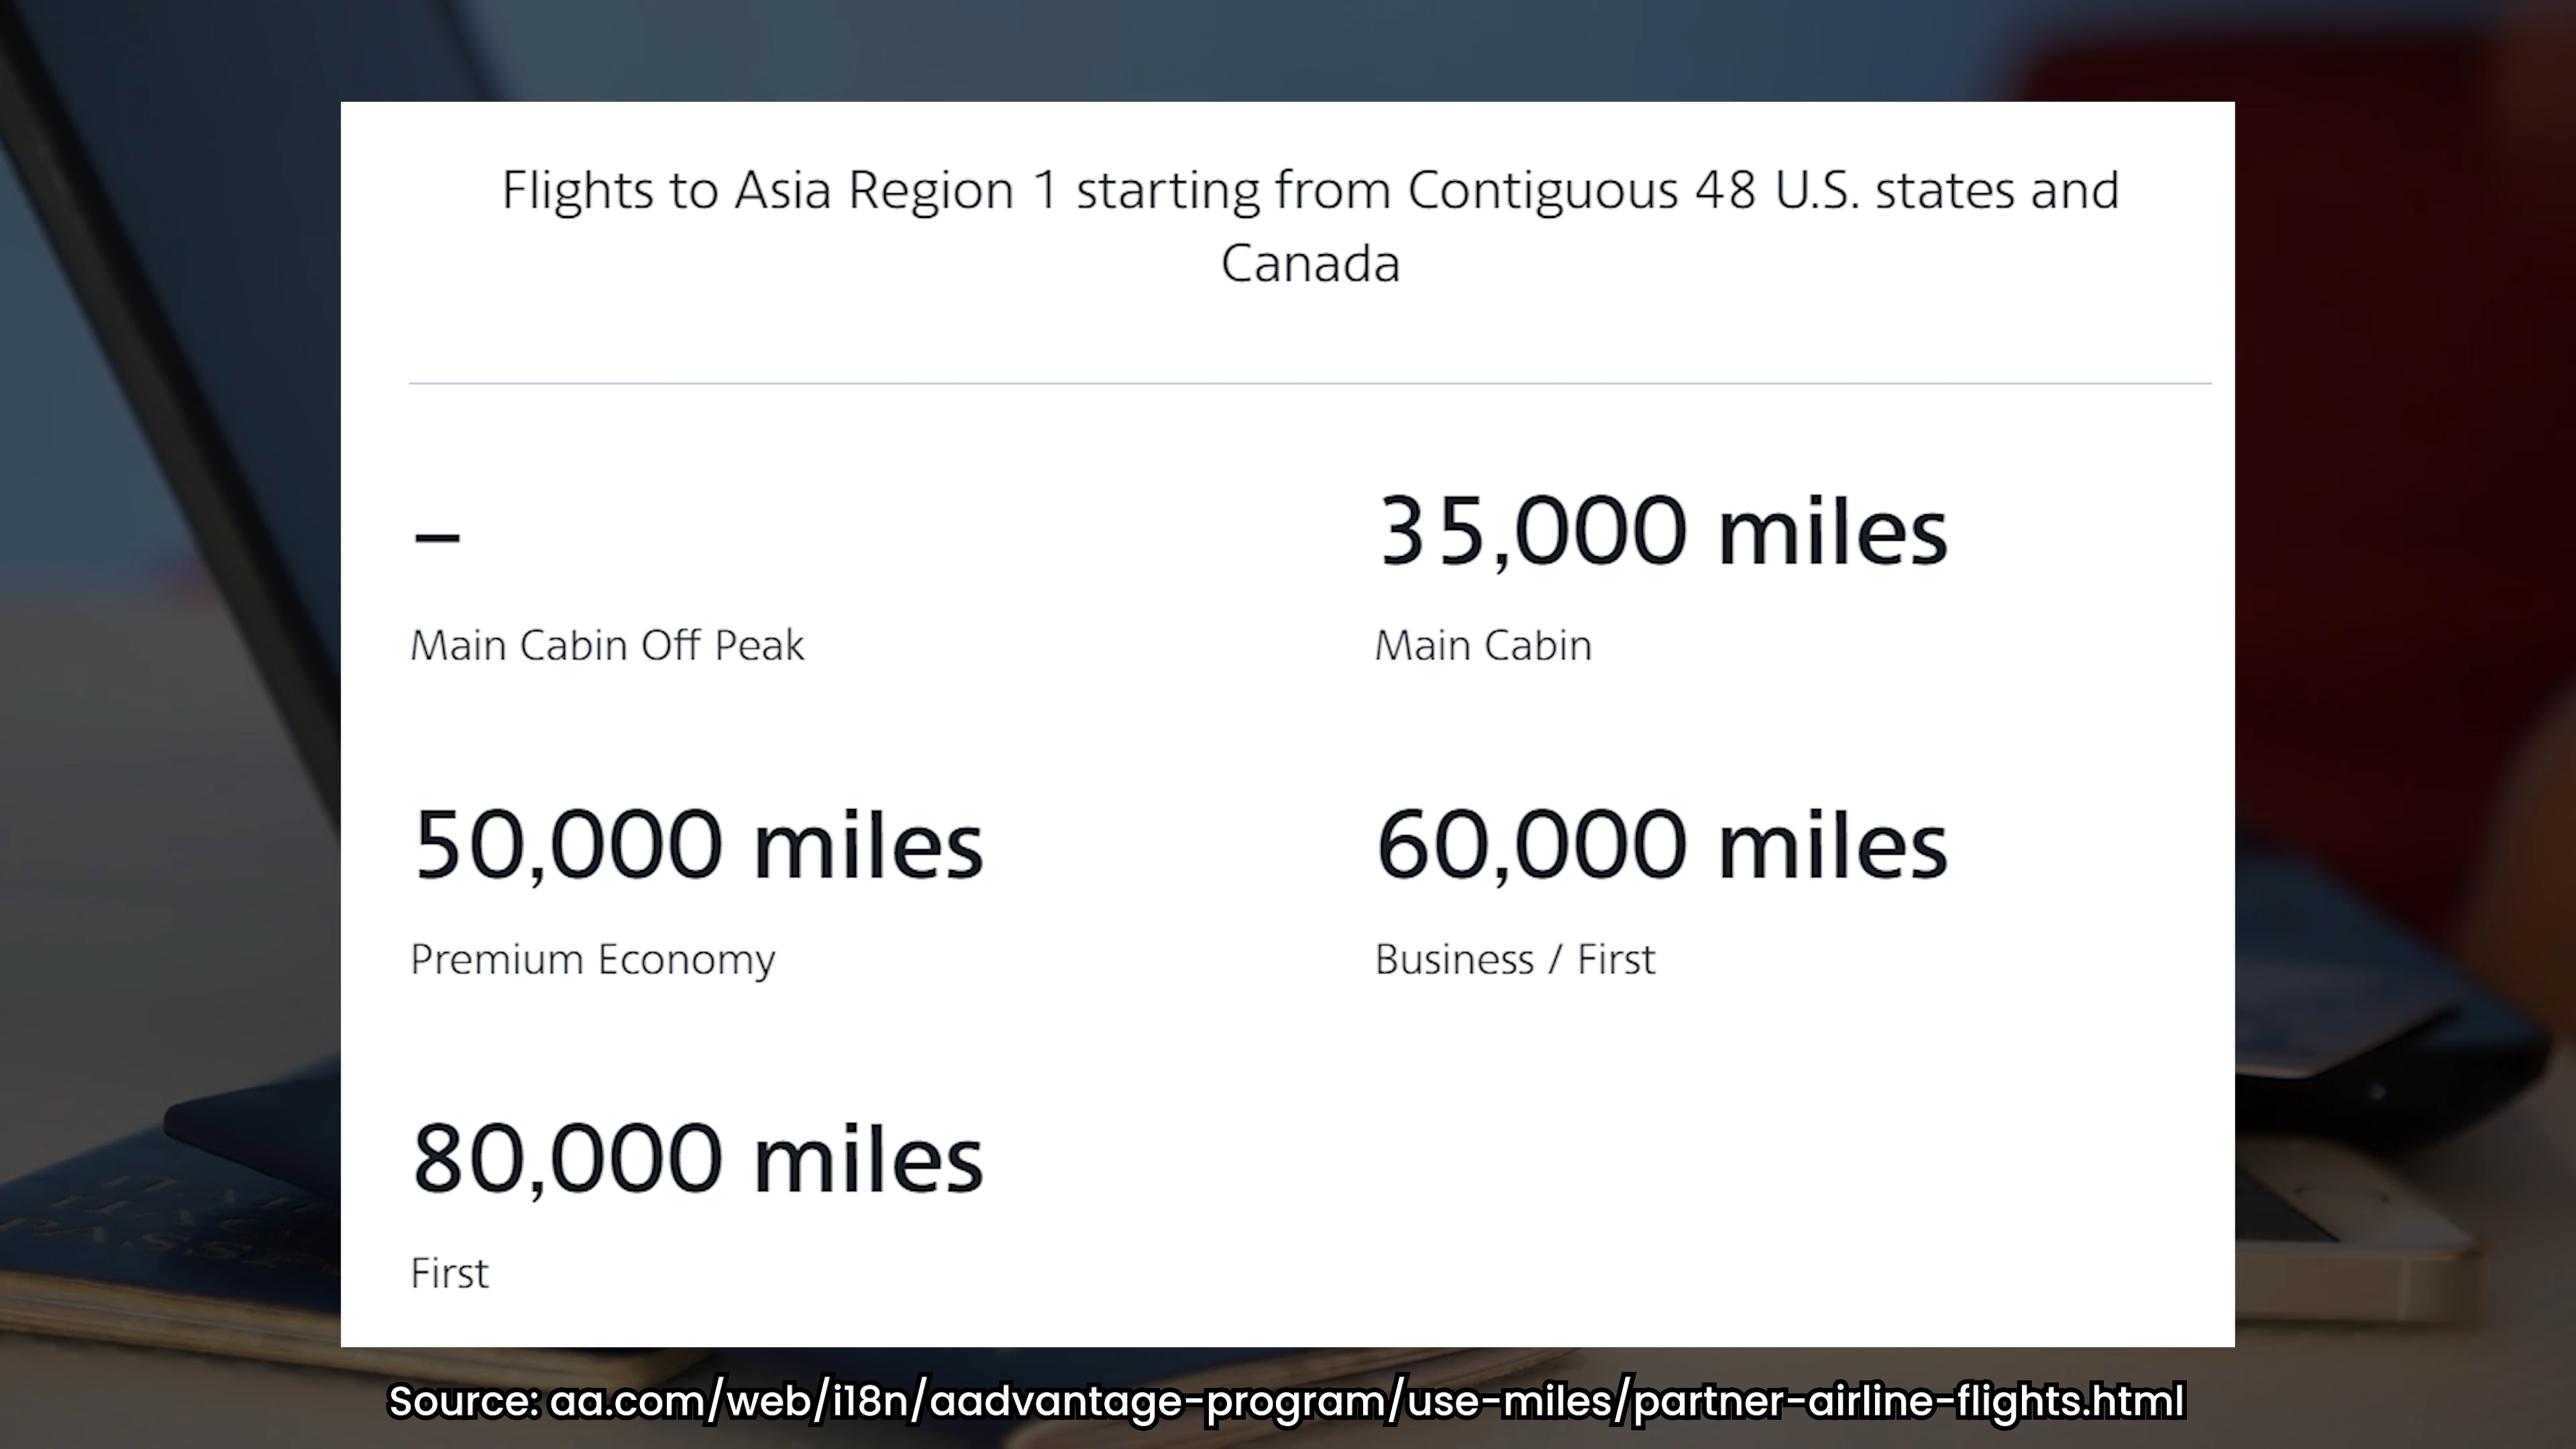 Flights to Asia Region 1 starting from Contiguous 48 U.S. states and
Canada
–
35,000 miles
Main Cabin Off Peak
Main Cabin
50,000 miles
60,000 miles
Premium Economy
Business / First
80,000 miles
First
Source: aa.com/web/i18n/aadvantage-program/use-miles/partner-airline-flights.html